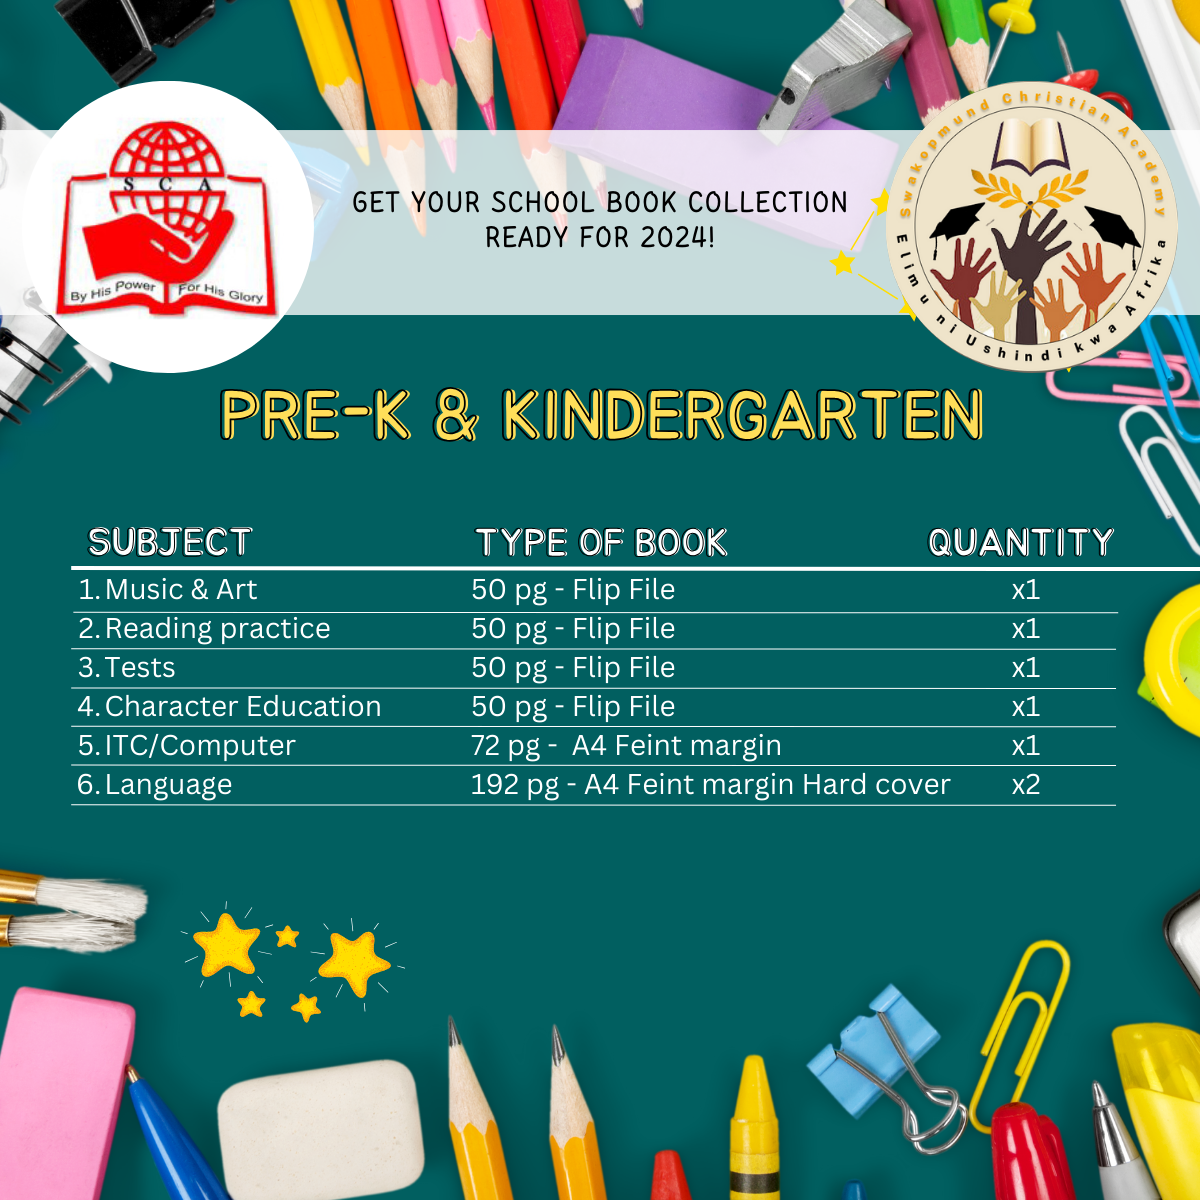 S C A
By His Power For His Glory
GET YOUR SCHOOL BOOK COLLECTION
READY FOR 2024!
Swakopmund Christian Academy
Elimu ni Ushindi kwa Afrika
PRE-K & KINDERGARTEN
SUBJECT TYPE OF BOOK QUANTITY
1. Music & Art 50 pg - Flip File x1
2. Reading practice 50 pg - Flip File x1
3. Tests 50 pg - Flip File x1
4. Character Education 50 pg - Flip File x1
5. ITC/Computer 72 pg - A4 Feint margin x1
6. Language 192 pg - A4 Feint margin Hard cover x2